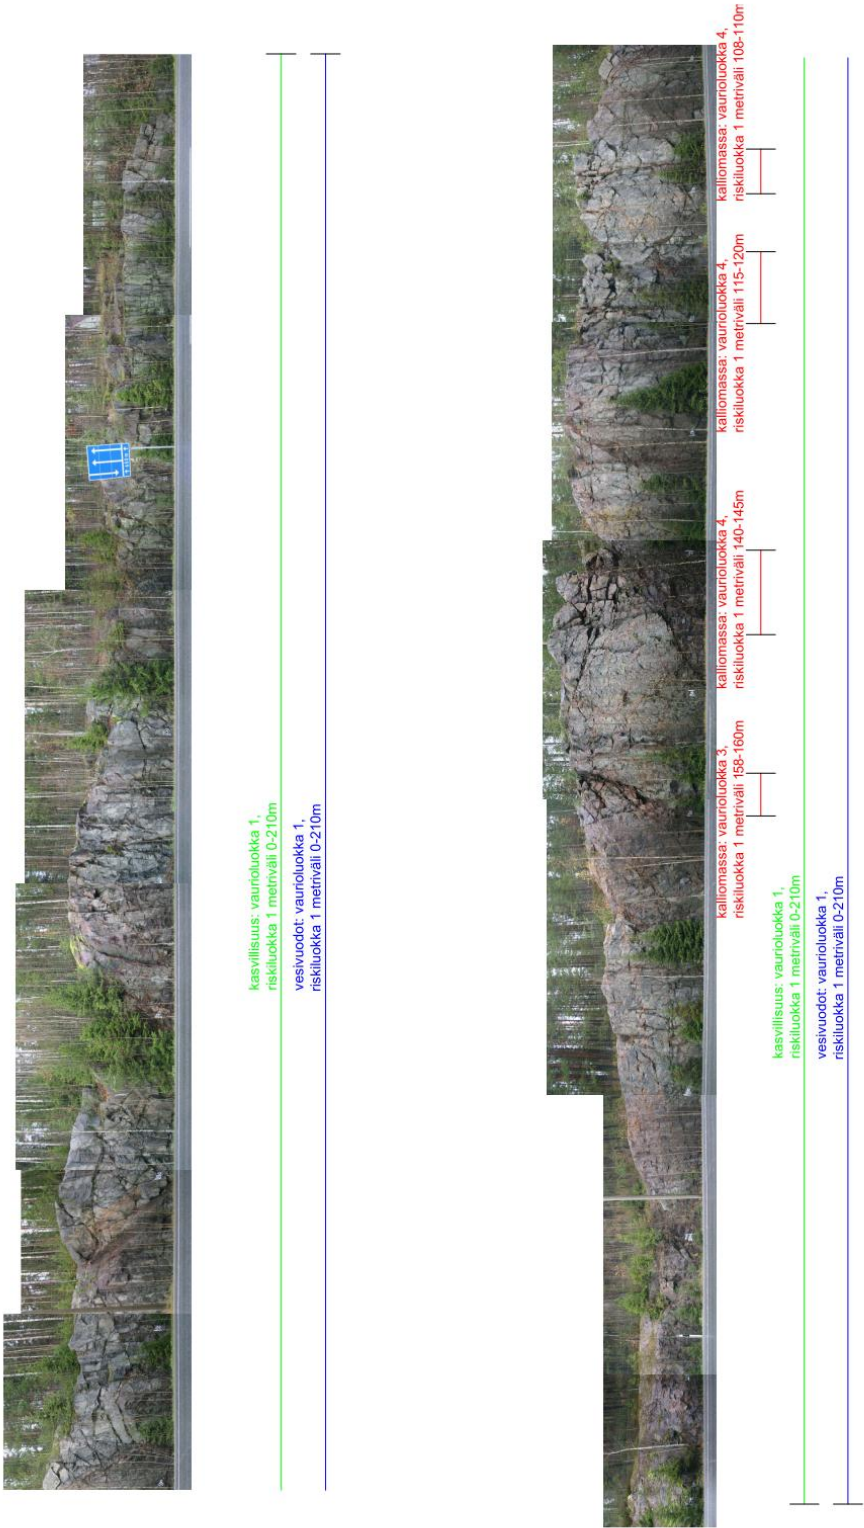 kasvillisuus: vaurioluokka 1,
riskiluokka 1 metriväli 0-210m
vesivuodot: vaurioluokka 1,
riskiluokka 1 metriväli 0-210m
kalliomassa: vaurioluokka 4,
riskiluokka 1 metriväli 108-110m
kalliomassa: vaurioluokka 4,
riskiluokka 1 metriväli 115-120m
kalliomassa: vaurioluokka 4,
riskiluokka 1 metriväli 140-145m
kalliomassa: vaurioluokka 3,
riskiluokka 1 metriväli 158-160m
kasvillisuus: vaurioluokka 1,
riskiluokka 1 metriväli 0-210m
vesivuodot: vaurioluokka 1,
riskiluokka 1 metriväli 0-210m